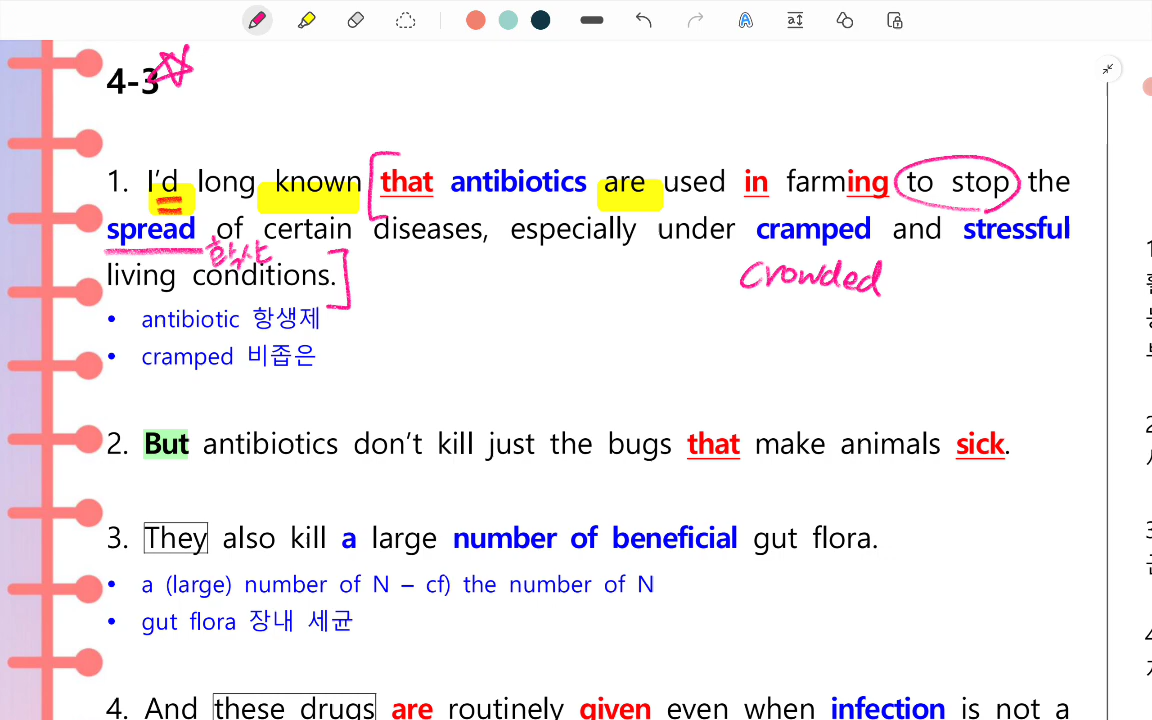 4-3
1. I'd long known that antibiotics are used in farming to stop the
spread of certain diseases, especially under cramped and stressful
확산
living conditions.
crowded
• antibiotic 항생제
• cramped 비좁은
2. But antibiotics don't kill just the bugs that make animals sick.
3. They also kill a large number of beneficial gut flora.
• a (large) number of N – cf) the number of N
• gut flora 장내 세균
4. And these drugs are routinely given even when infection is not a